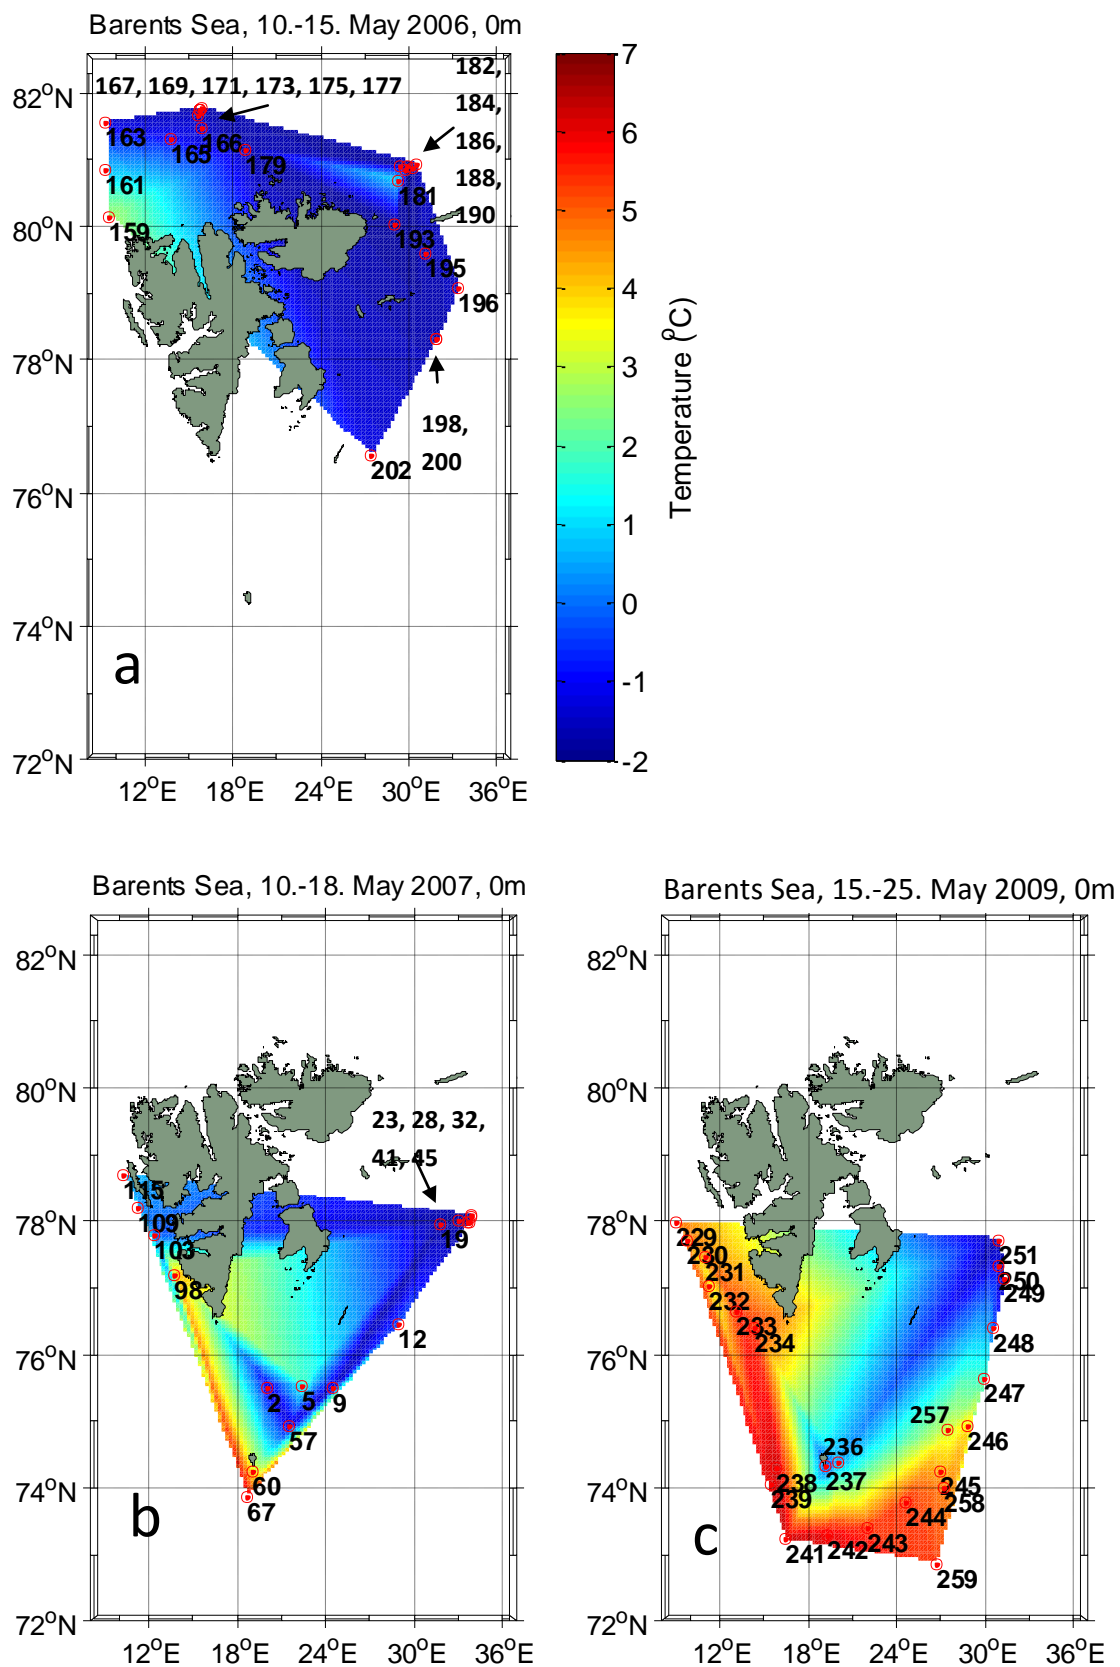 Barents Sea, 10.-15. May 2006, 0m
182,
167, 169, 171, 173, 175, 177
184,
186,
188,
190
163
165
166
179
161
181
159
193
195
196
198,
200
202
a
82°N
80°N
78°N
76°N
74°N
72°N
12°E
18°E
24°E
30°E
36°E
7
6
5
4
3
2
1
0
-1
-2
Temperature (°C)
Barents Sea, 10.-18. May 2007, 0m
23, 28, 32,
41, 45
115
109
103
98
19
12
2
5
9
57
60
67
b
82°N
80°N
78°N
76°N
74°N
72°N
12°E
18°E
24°E
30°E
36°E
Barents Sea, 15.-25. May 2009, 0m
229
230
231
232
233
234
251
250
249
248
247
257
246
236
237
238
239
245
258
244
243
242
241
259
c
82°N
80°N
78°N
76°N
74°N
72°N
12°E
18°E
24°E
30°E
36°E